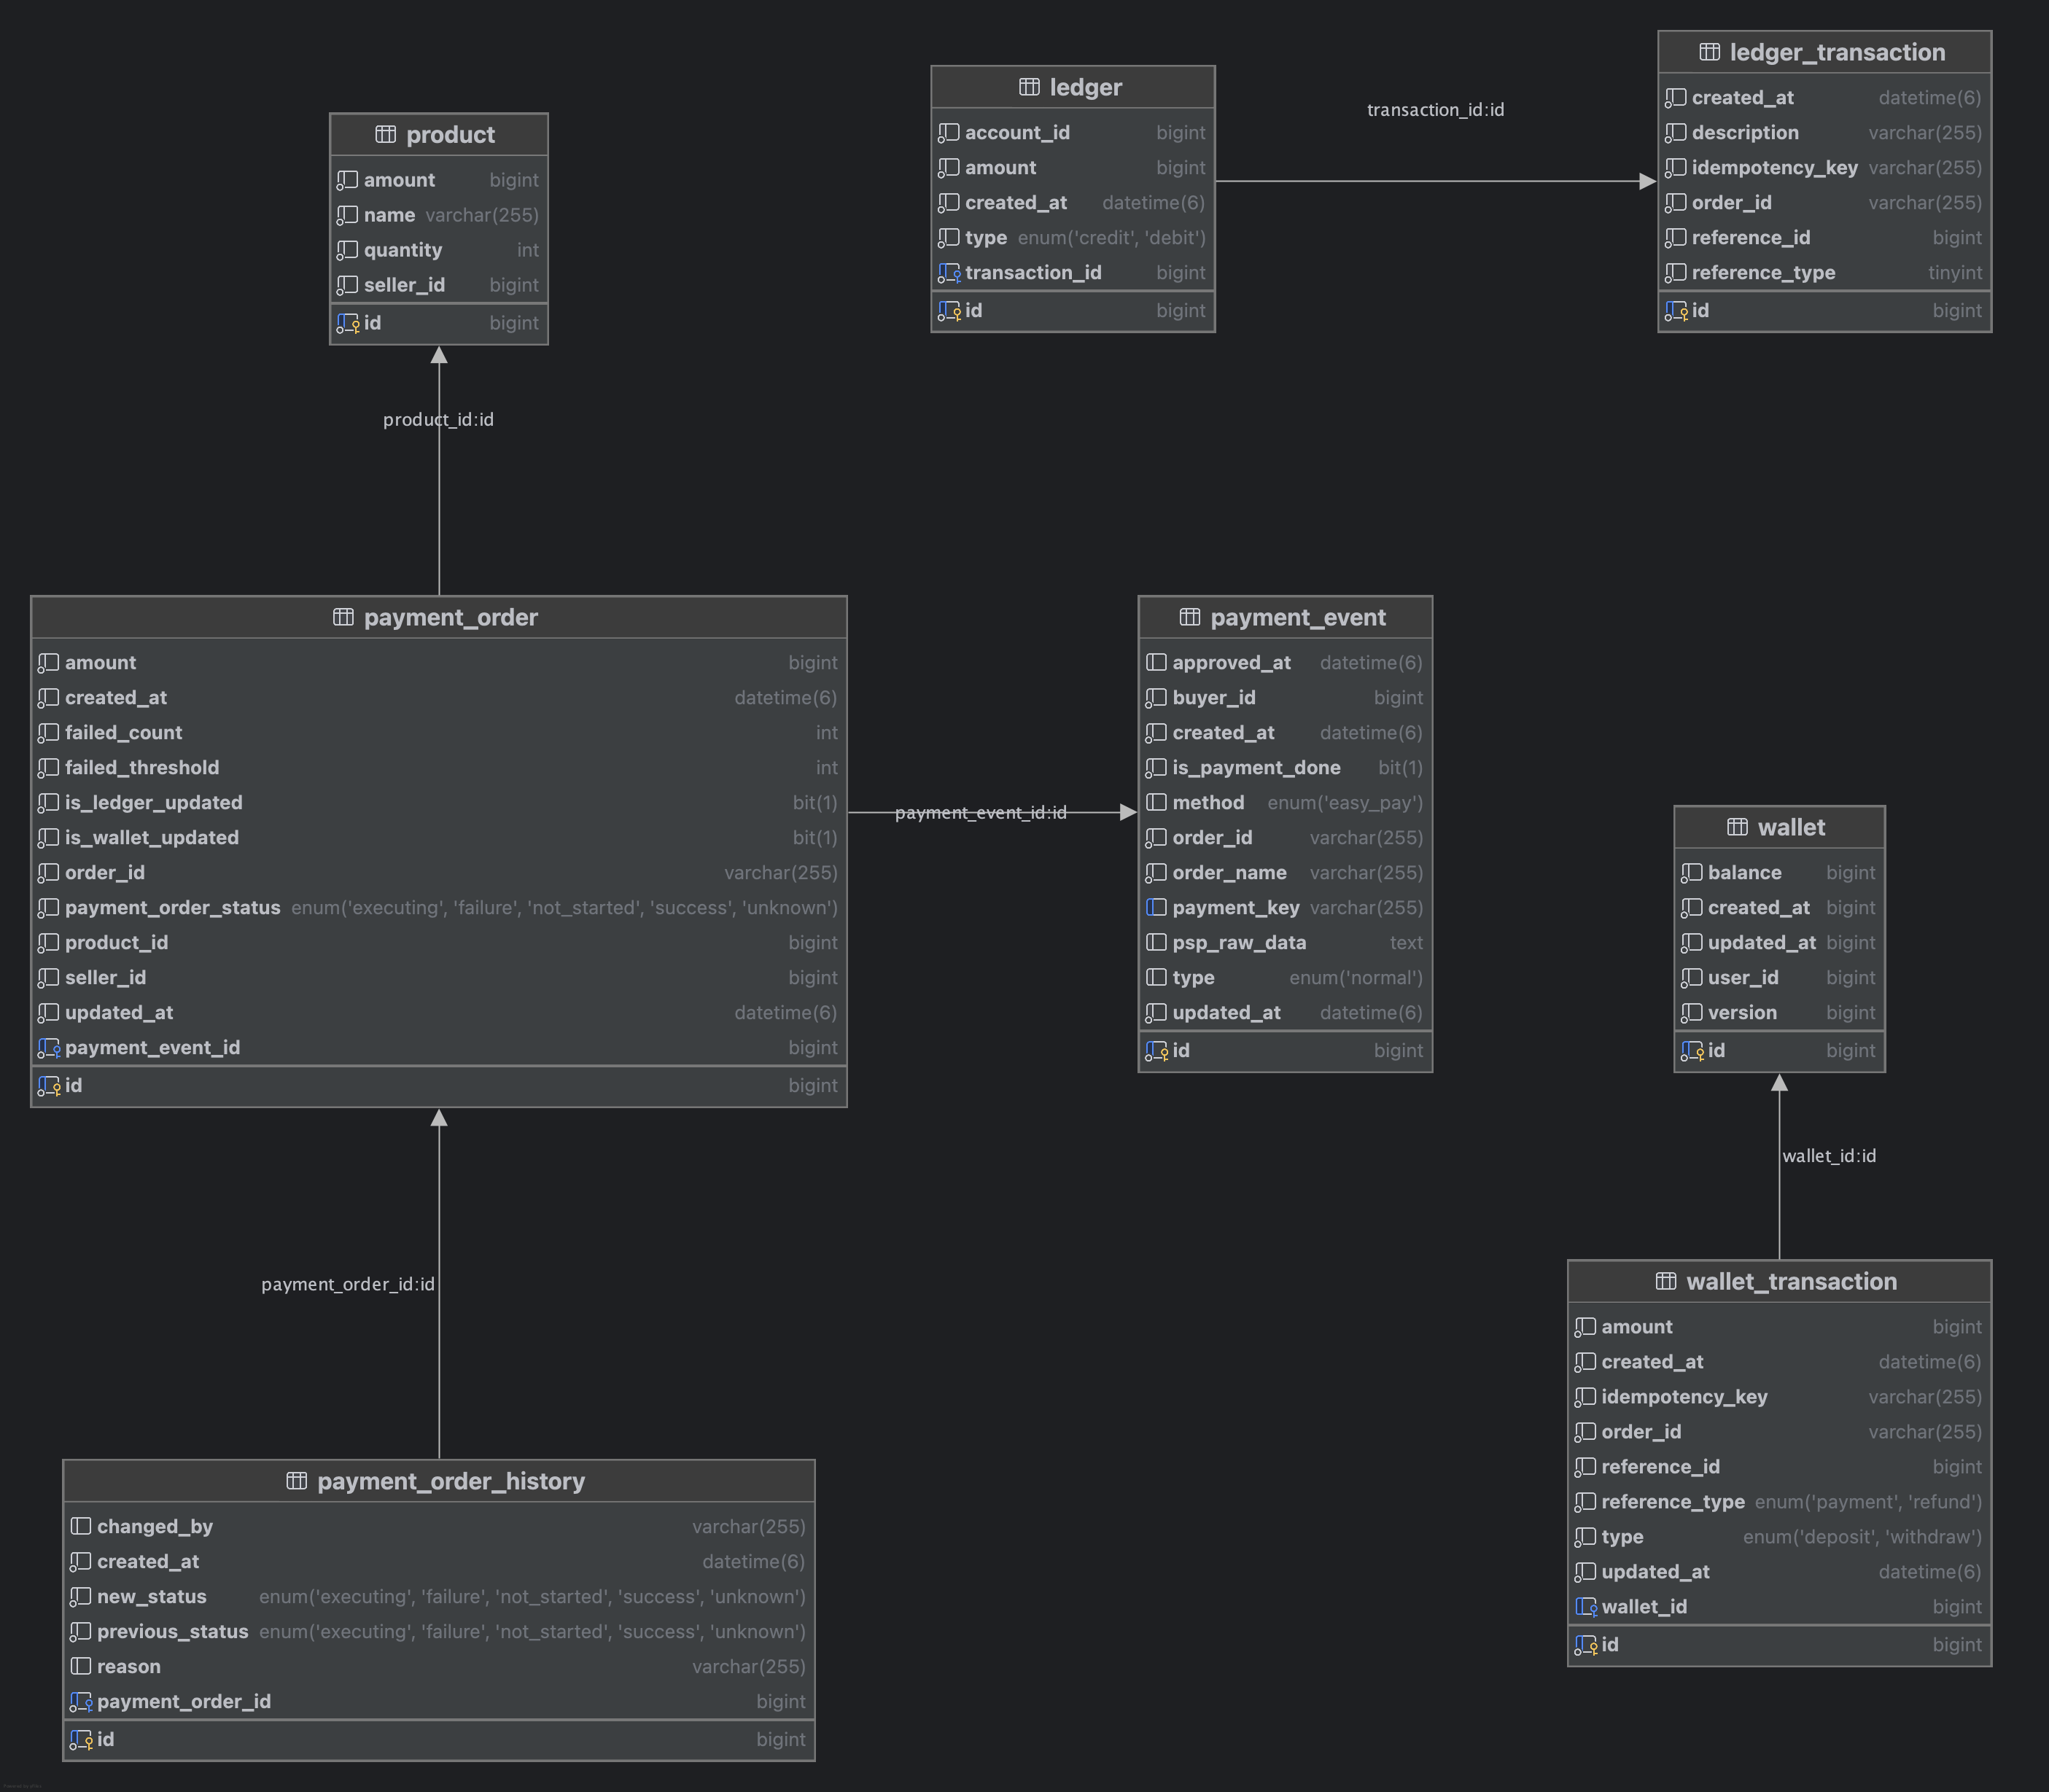 product
amount bigint
name varchar(255)
quantity int
seller_id bigint
id bigint
ledger
account_id bigint
amount bigint
created_at datetime(6)
type enum('credit', 'debit')
transaction_id bigint
id bigint
transaction_id:id
ledger_transaction
created_at datetime(6)
description varchar(255)
idempotency_key varchar(255)
order_id varchar(255)
reference_id bigint
reference_type tinyint
id bigint
product_id:id
payment_order
amount bigint
created_at datetime(6)
failed_count int
failed_threshold int
is_ledger_updated bit(1)
is_wallet_updated bit(1)
order_id varchar(255)
payment_order_status enum('executing', 'failure', 'not_started', 'success', 'unknown')
product_id bigint
seller_id bigint
updated_at datetime(6)
payment_event_id bigint
id bigint
payment_event_id:id
payment_event
approved_at datetime(6)
buyer_id bigint
created_at datetime(6)
is_payment_done bit(1)
method enum('easy_pay')
order_id varchar(255)
order_name varchar(255)
payment_key varchar(255)
psp_raw_data text
type enum('normal')
updated_at datetime(6)
id bigint
wallet
balance bigint
created_at bigint
updated_at bigint
user_id bigint
version bigint
id bigint
wallet_id:id
payment_order_id:id
wallet_transaction
amount bigint
created_at datetime(6)
idempotency_key varchar(255)
order_id varchar(255)
reference_id bigint
reference_type enum('payment', 'refund')
type enum('deposit', 'withdraw')
updated_at datetime(6)
wallet_id bigint
id bigint
payment_order_history
changed_by varchar(255)
created_at datetime(6)
new_status enum('executing', 'failure', 'not_started', 'success', 'unknown')
previous_status enum('executing', 'failure', 'not_started', 'success', 'unknown')
reason varchar(255)
payment_order_id bigint
id bigint